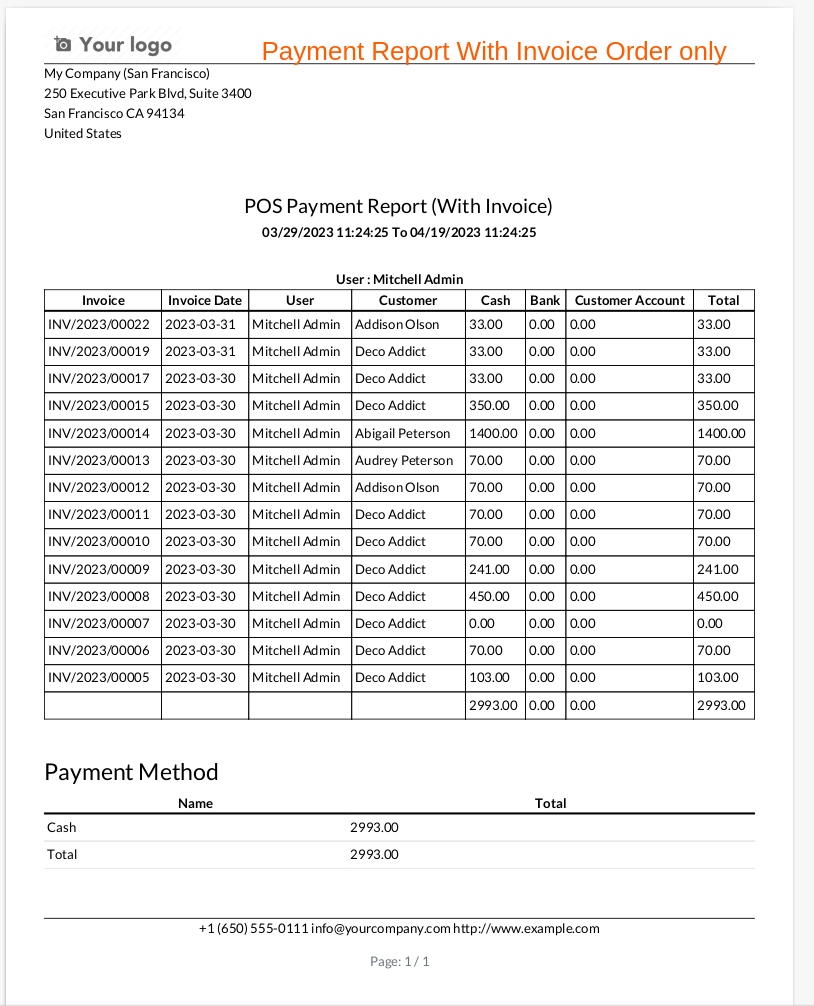 Your logo
Payment Report With Invoice Order only
My Company (San Francisco)
250 Executive Park Blvd, Suite 3400
San Francisco CA 94134
United States
POS Payment Report (With Invoice)
03/29/2023 11:24:25 To 04/19/2023 11:24:25
User : Mitchell Admin
Invoice Invoice Date User Customer Cash Bank Customer Account Total
INV/2023/00022 2023-03-31 Mitchell Admin Addison Olson 33.00 0.00 0.00 33.00
INV/2023/00019 2023-03-31 Mitchell Admin Deco Addict 33.00 0.00 0.00 33.00
INV/2023/00017 2023-03-30 Mitchell Admin Deco Addict 33.00 0.00 0.00 33.00
INV/2023/00015 2023-03-30 Mitchell Admin Deco Addict 350.00 0.00 0.00 350.00
INV/2023/00014 2023-03-30 Mitchell Admin Abigail Peterson 1400.00 0.00 0.00 1400.00
INV/2023/00013 2023-03-30 Mitchell Admin Audrey Peterson 70.00 0.00 0.00 70.00
INV/2023/00012 2023-03-30 Mitchell Admin Addison Olson 70.00 0.00 0.00 70.00
INV/2023/00011 2023-03-30 Mitchell Admin Deco Addict 70.00 0.00 0.00 70.00
INV/2023/00010 2023-03-30 Mitchell Admin Deco Addict 70.00 0.00 0.00 70.00
INV/2023/00009 2023-03-30 Mitchell Admin Deco Addict 241.00 0.00 0.00 241.00
INV/2023/00008 2023-03-30 Mitchell Admin Deco Addict 450.00 0.00 0.00 450.00
INV/2023/00007 2023-03-30 Mitchell Admin Deco Addict 0.00 0.00 0.00 0.00
INV/2023/00006 2023-03-30 Mitchell Admin Deco Addict 70.00 0.00 0.00 70.00
INV/2023/00005 2023-03-30 Mitchell Admin Deco Addict 103.00 0.00 0.00 103.00
2993.00 0.00 0.00 2993.00
Payment Method
Name Total
Cash 2993.00
Total 2993.00
+1 (650) 555-0111 info@yourcompany.com http://www.example.com
Page: 1 / 1